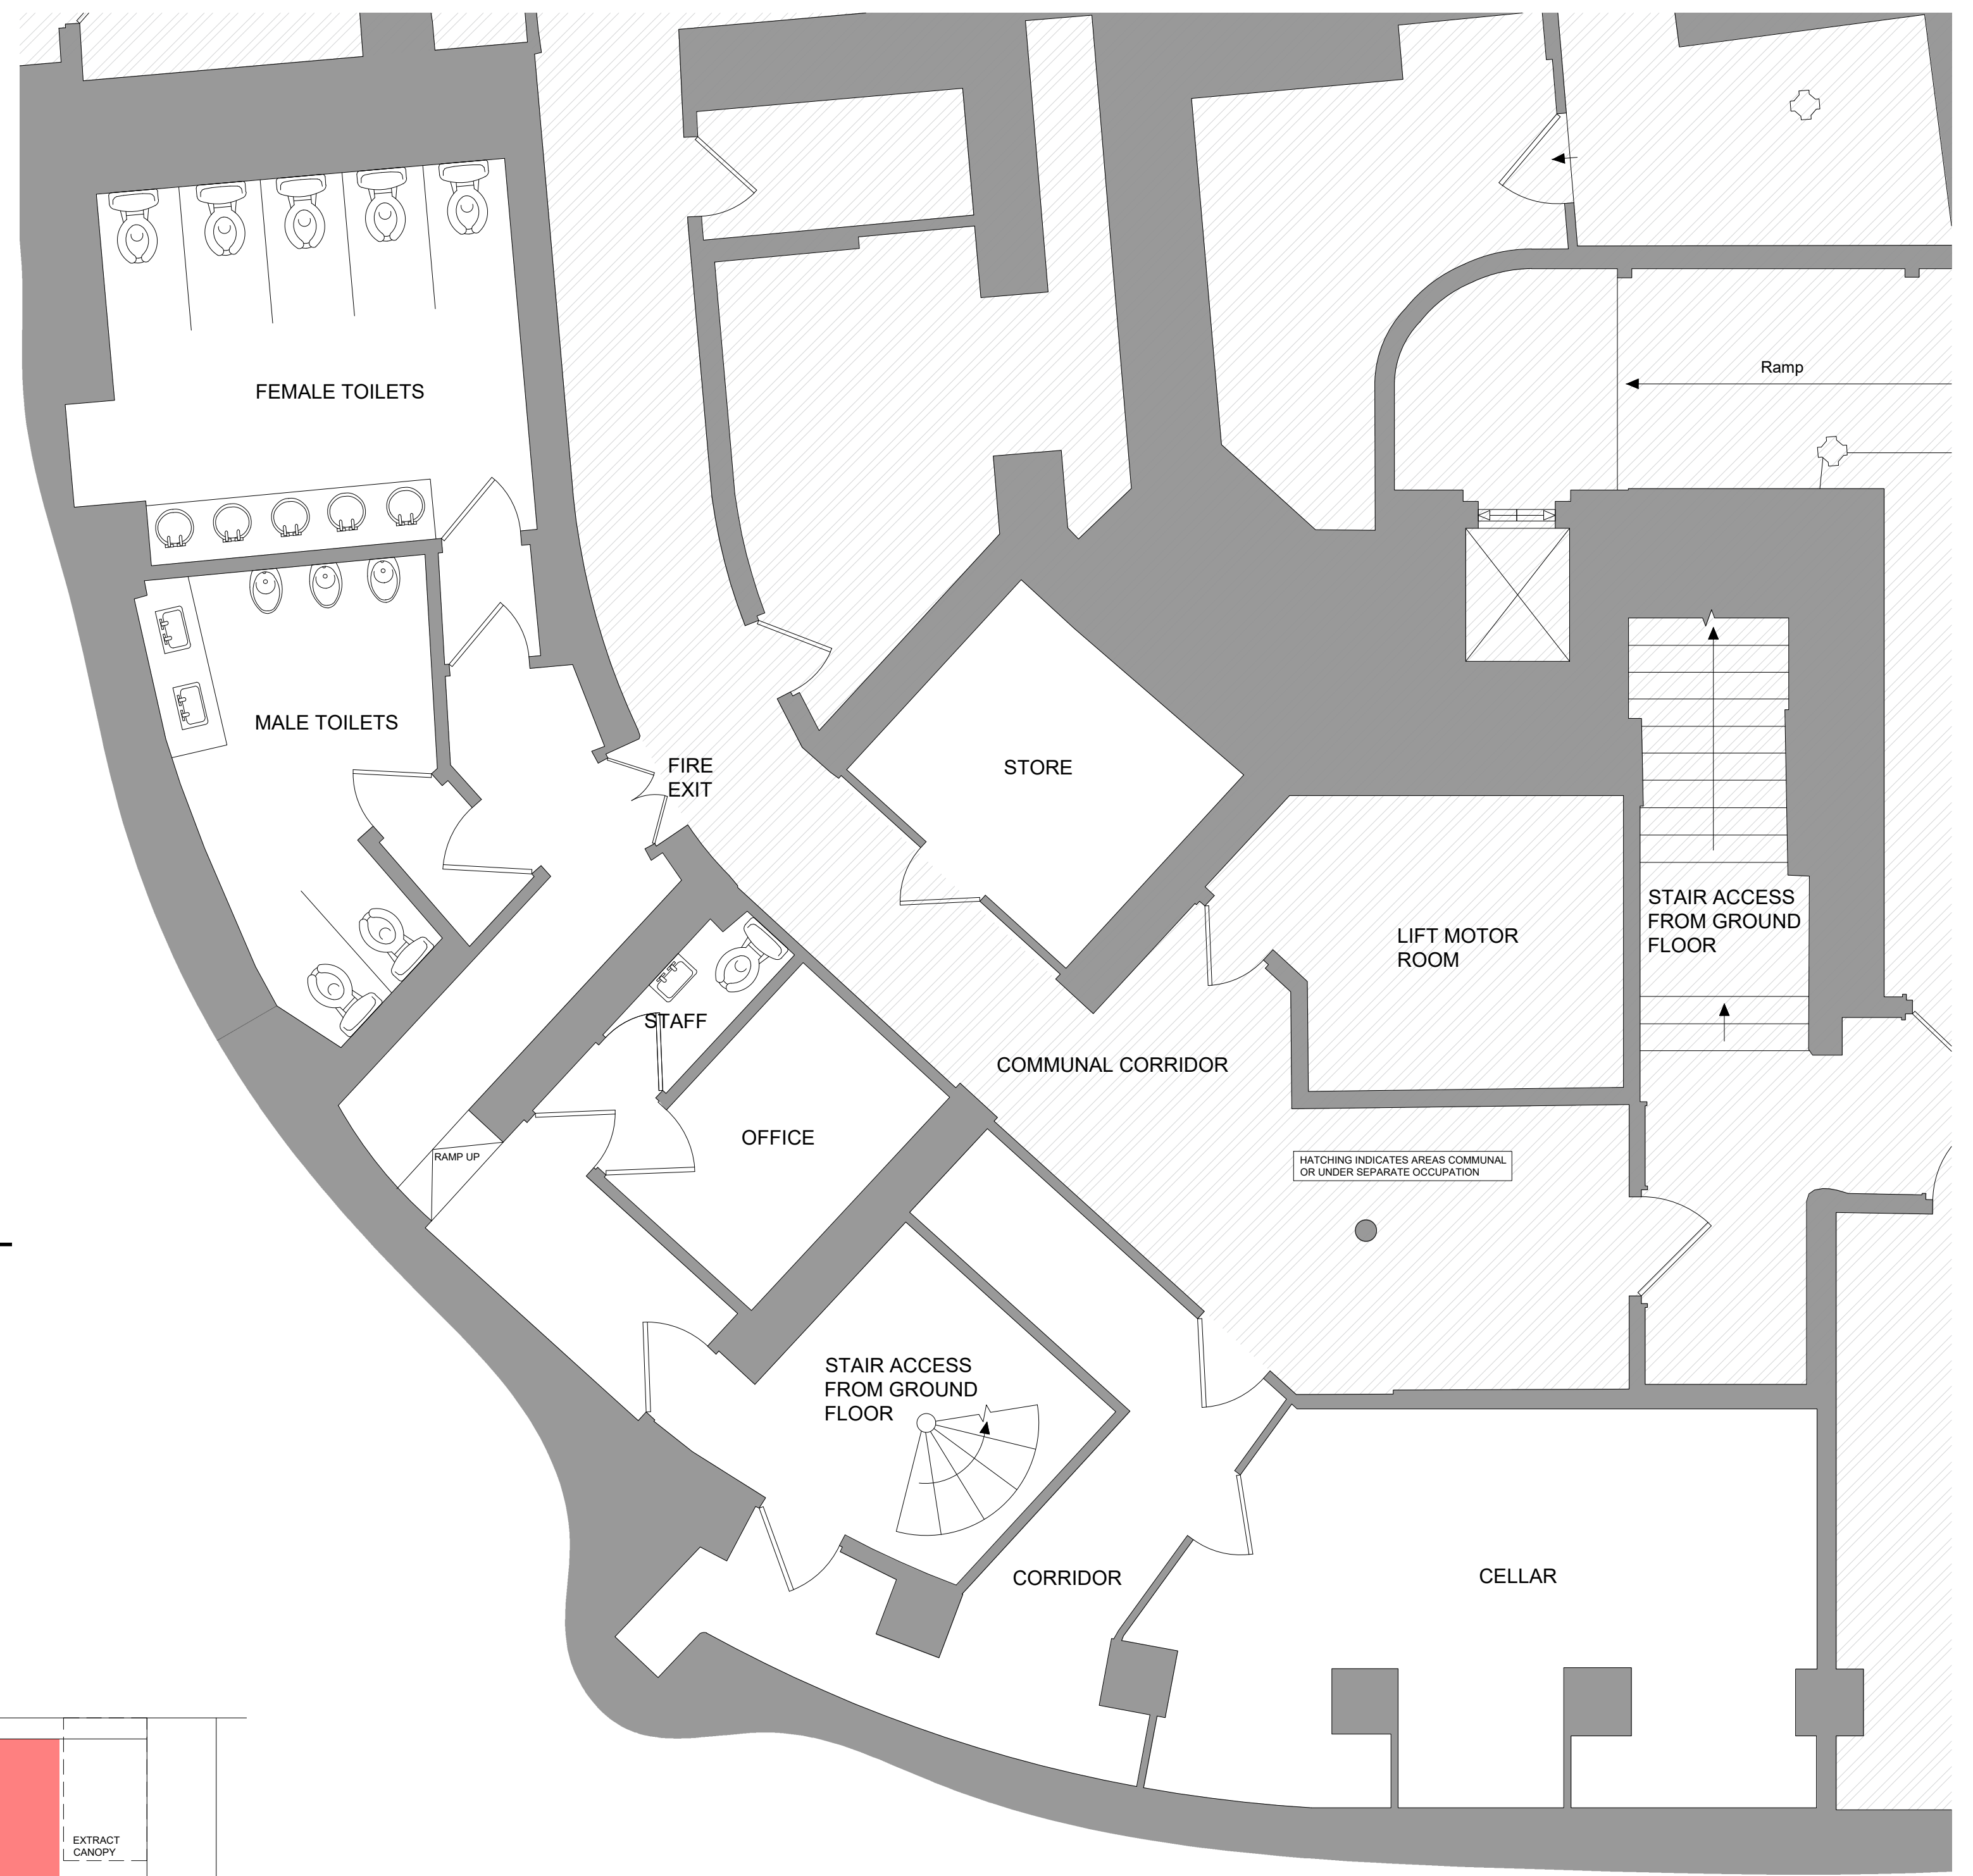 Ramp
FEMALE TOILETS
MALE TOILETS
FIRE
EXIT
STORE
STAIR ACCESS
FROM GROUND
FLOOR
LIFT MOTOR
ROOM
STAFF
COMMUNAL CORRIDOR
OFFICE
RAMP UP
HATCHING INDICATES AREAS COMMUNAL
OR UNDER SEPARATE OCCUPATION
STAIR ACCESS
FROM GROUND
FLOOR
CORRIDOR
CELLAR
EXTRACT
CANOPY